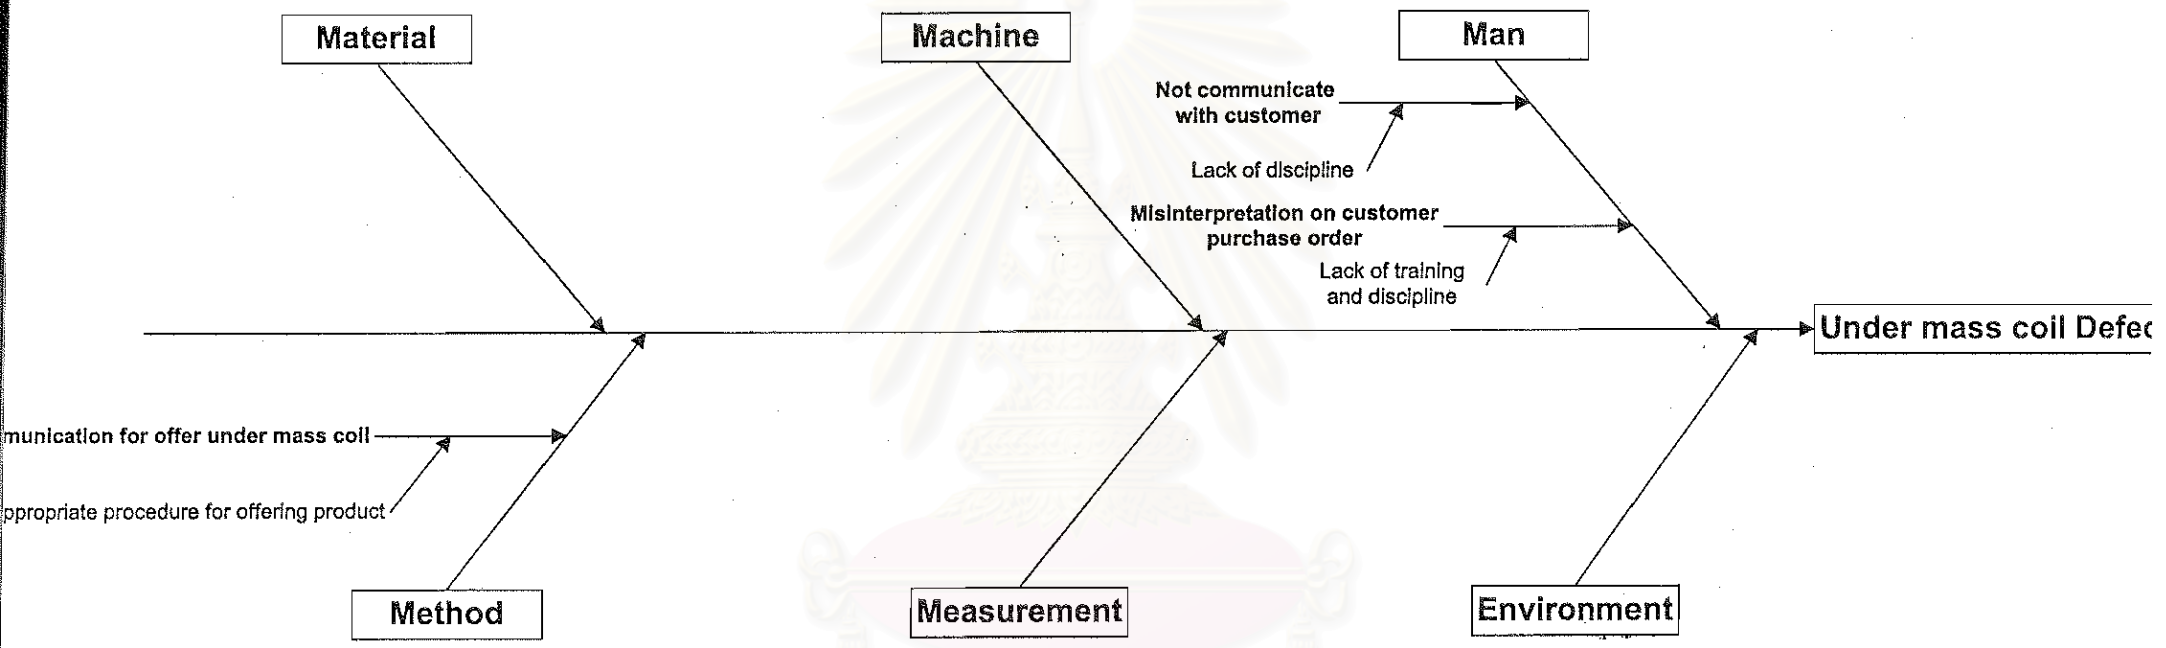 Material
Machine
Man
Not communicate
with customer
Lack of discipline
Misinterpretation on customer
purchase order
Lack of training
and discipline
Under mass coil
munication for offer under mass coil
ppropriate procedure for offering product
Method
Measurement
Environment